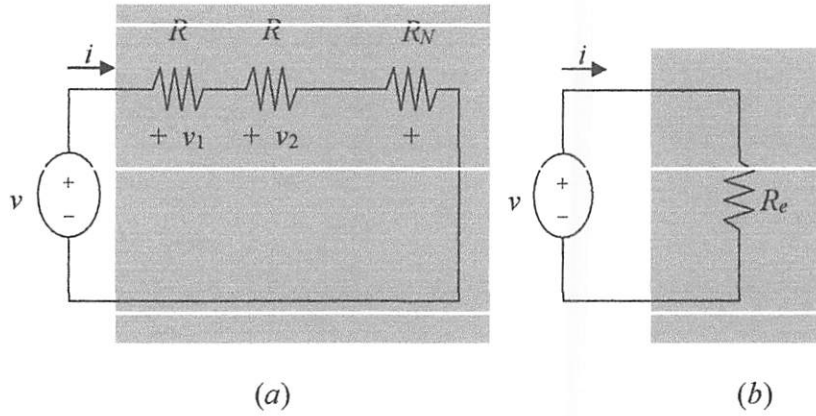 R R R_N
i i
+ v_1 + v_2 +
v + − v + − R_e
(a) (b)